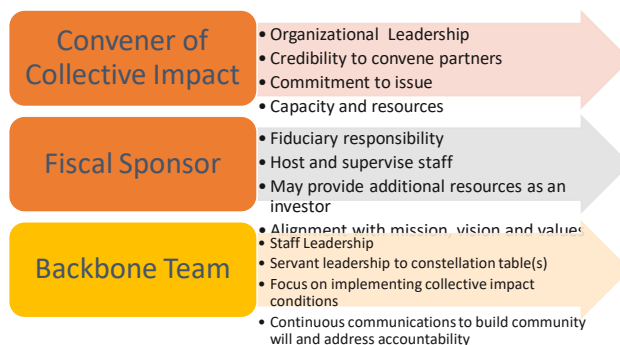 Convener of
Collective Impact
• Organizational Leadership
• Credibility to convene partners
• Commitment to issue
• Capacity and resources
Fiscal Sponsor
• Fiduciary responsibility
• Host and supervise staff
• May provide additional resources as an
investor
• Alignment with mission, vision and values
Backbone Team
• Staff Leadership
• Servant leadership to constellation table(s)
• Focus on implementing collective impact
conditions
• Continuous communications to build community
will and address accountability